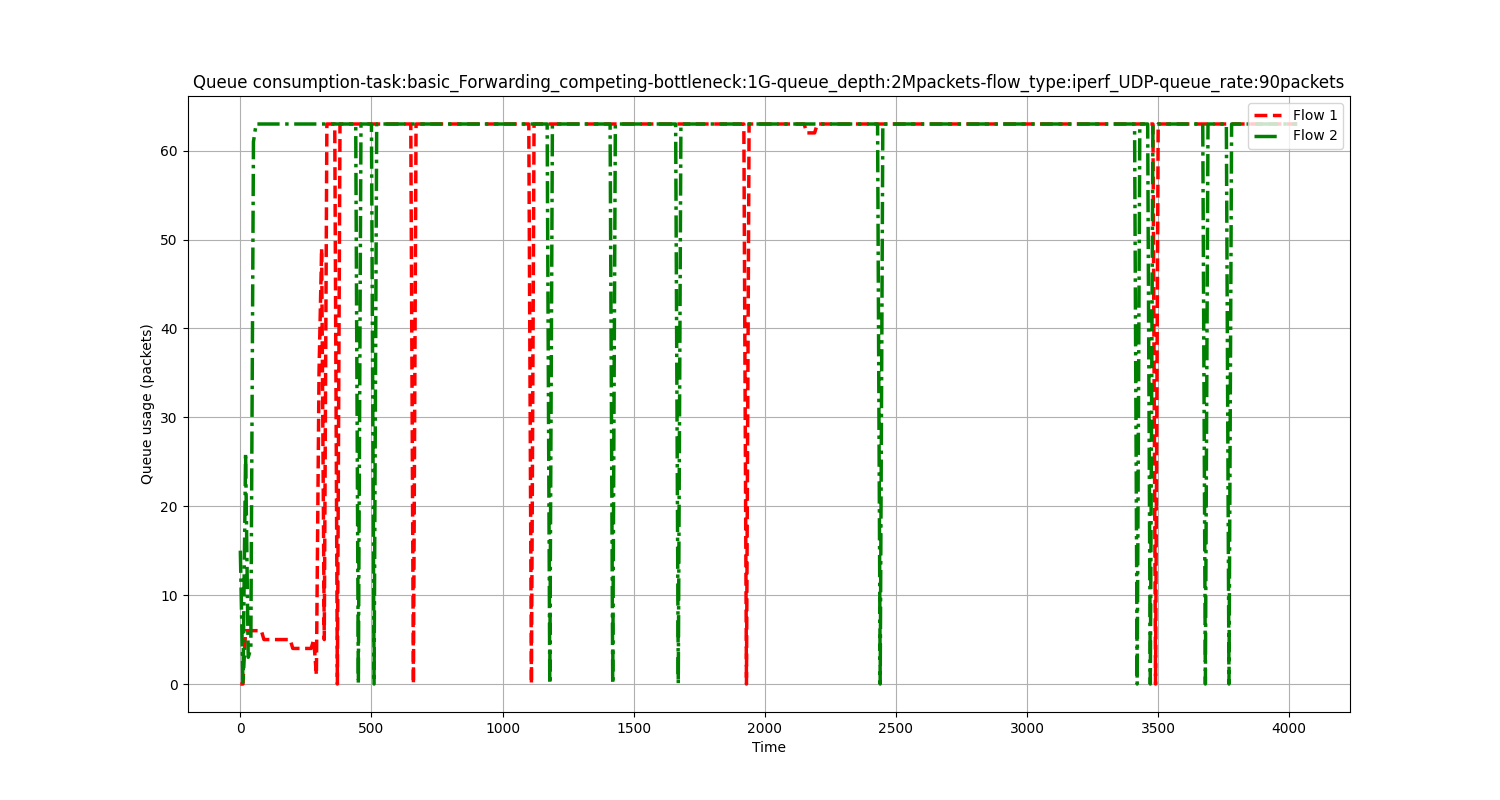 Queue consumption-task:basic_Forwarding_competing-bottleneck:1G-queue_depth:2Mpackets-flow_type:iperf_UDP-queue_rate:90packets
Flow 1
Flow 2
Queue usage (packets)
60
50
40
30
20
10
0
0 500 1000 1500 2000 2500 3000 3500 4000
Time